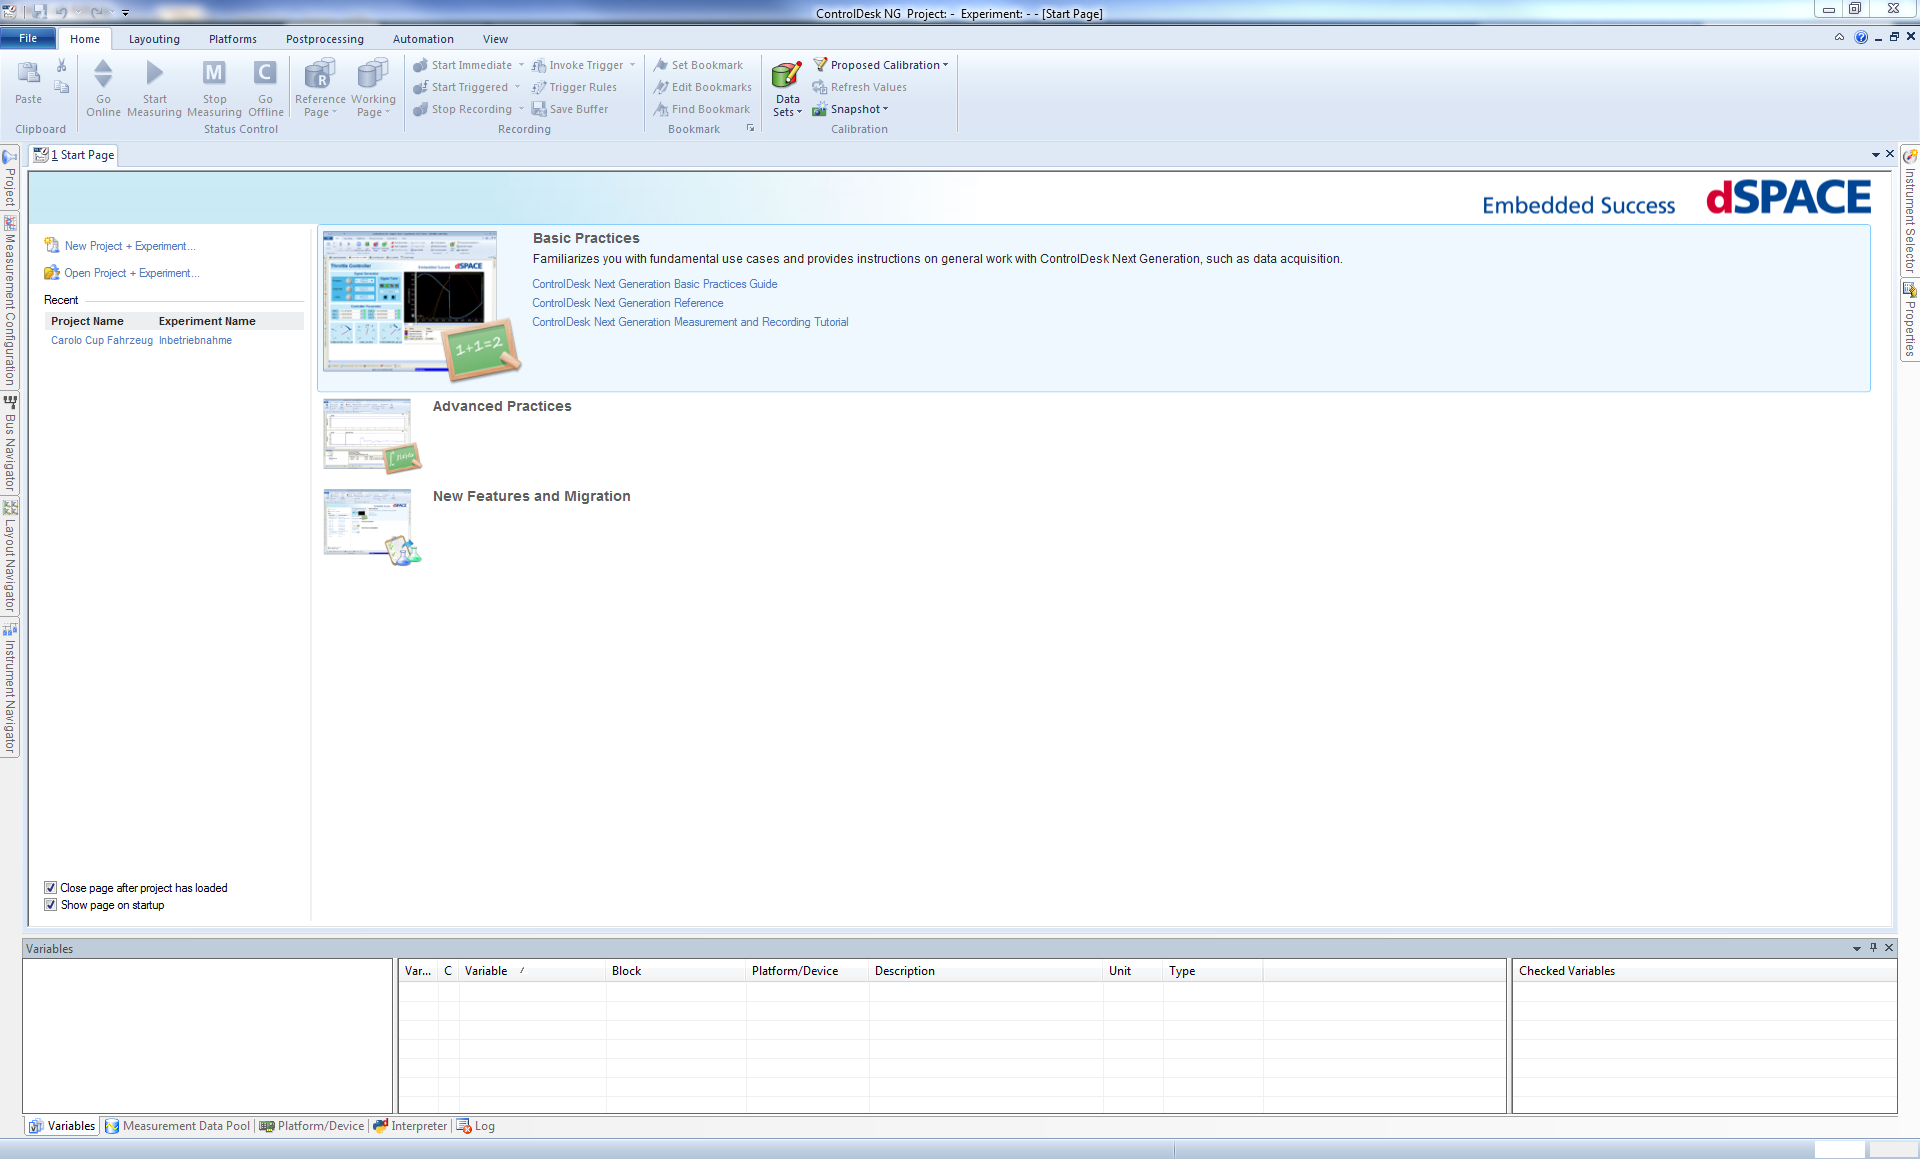 ControlDesk NG  Project: -  Experiment: - - [Start Page]
File Home Layouting Platforms Postprocessing Automation View
Paste
Clipboard
Go Online
Start Measuring
Stop Measuring
Go Offline
Status Control
Reference Page
Working Page
Start Immediate
Start Triggered
Stop Recording
Invoke Trigger
Trigger Rules
Save Buffer
Recording
Set Bookmark
Edit Bookmarks
Find Bookmark
Bookmark
Data Sets
Proposed Calibration
Refresh Values
Snapshot
Calibration
1 Start Page
Project
Measurement Configuration
Bus Navigator
Layout Navigator
Instrument Navigator
Embedded Success dSPACE
New Project + Experiment...
Open Project + Experiment...
Recent
Project Name Experiment Name
Carolo Cup Fahrzeug Inbetriebnahme
Basic Practices
Familiarizes you with fundamental use cases and provides instructions on general work with ControlDesk Next Generation, such as data acquisition.
ControlDesk Next Generation Basic Practices Guide
ControlDesk Next Generation Reference
ControlDesk Next Generation Measurement and Recording Tutorial
1+1=2
Advanced Practices
New Features and Migration
Close page after project has loaded
Show page on startup
Instrument Selector
Properties
Variables
Var... C Variable Block Platform/Device Description Unit Type
Checked Variables
Variables Measurement Data Pool Platform/Device Interpreter Log